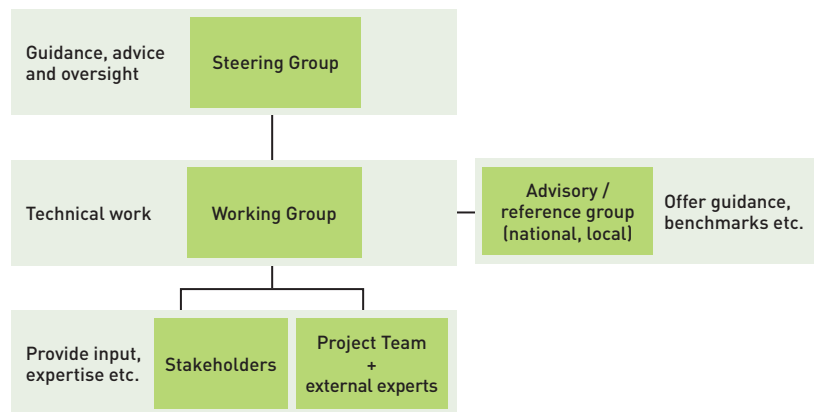 Guidance, advice
and oversight
Steering Group
Technical work
Working Group
Advisory /
reference group
(national, local)
Offer guidance,
benchmarks etc.
Provide input,
expertise etc.
Stakeholders
Project Team
+
external experts